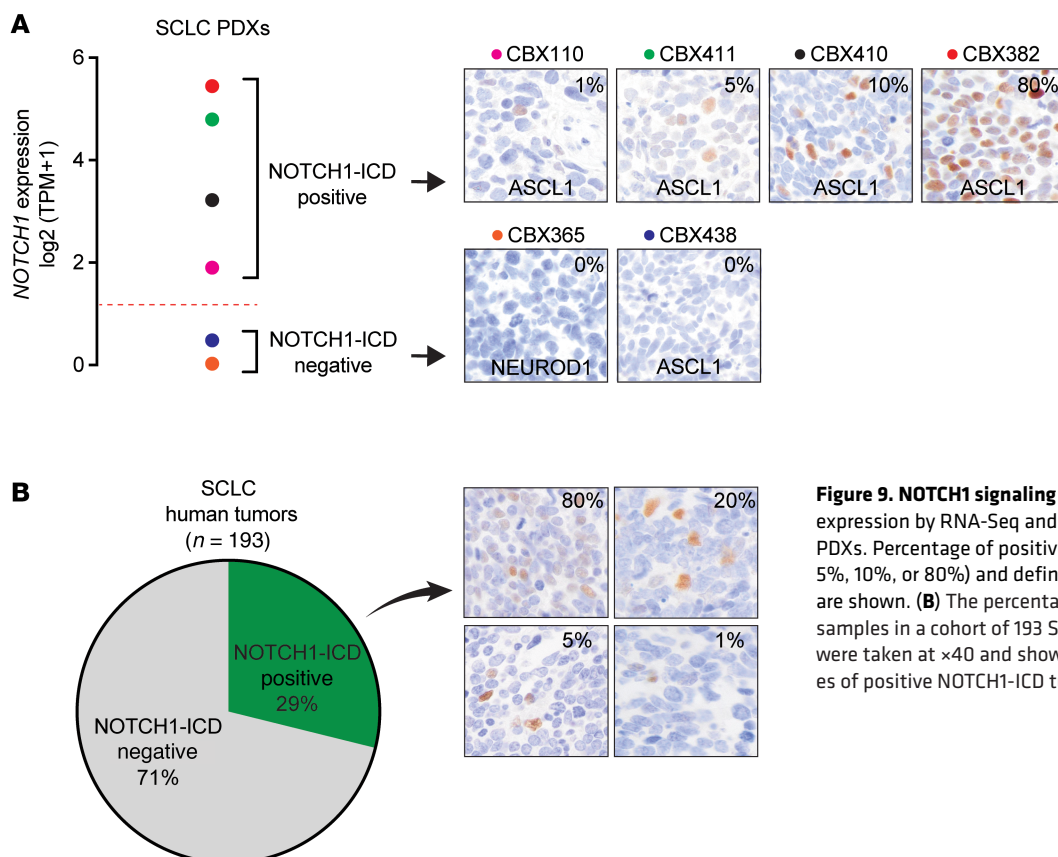 A
SCLC PDXs
6
4
2
0
NOTCH1 expression
log2 (TPM+1)
NOTCH1-ICD
positive
NOTCH1-ICD
negative
CBX110
CBX411
CBX410
CBX382
1%
5%
10%
80%
ASCL1
ASCL1
ASCL1
ASCL1
CBX365
CBX438
0%
0%
NEUROD1
ASCL1
B
SCLC
human tumors
(n = 193)
NOTCH1-ICD
positive
29%
NOTCH1-ICD
negative
71%
80%
20%
5%
1%
Figure 9. NOTCH1 signaling
expression by RNA-Seq and
PDXs. Percentage of positiv
5%, 10%, or 80%) and defin
are shown. (B) The percenta
samples in a cohort of 193 S
were taken at ×40 and show
es of positive NOTCH1-ICD t